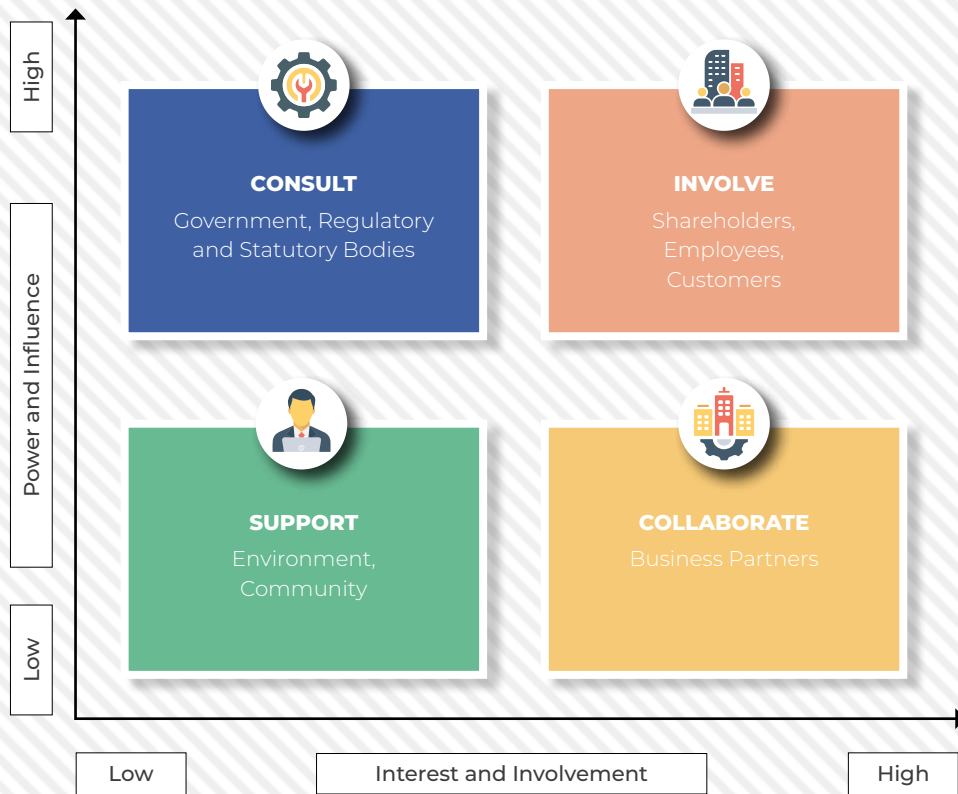 High
Power and Influence
Low
CONSULT
Government, Regulatory
and Statutory Bodies
INVOLVE
Shareholders,
Employees,
Customers
SUPPORT
Environment,
Community
COLLABORATE
Business Partners
Low
Interest and Involvement
High